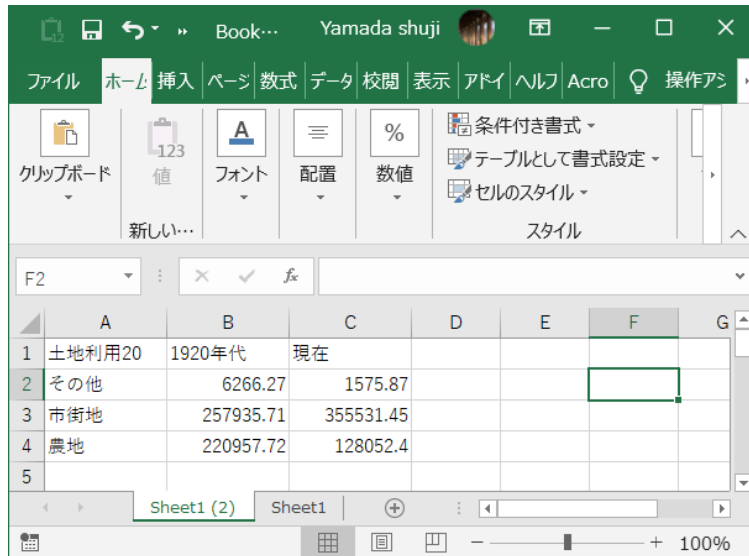 Book… Yamada shuji
ファイル ホーム 挿入 ページ 数式 データ 校閲 表示 アドイ ヘルフ Acro 操作アシ
123
%
条件付き書式
テーブルとして書式設定
クリップボード 値 フォント 配置 数値
セルのスタイル
新しい… スタイル
F2 fx
A B C D E F G
1 土地利用20 1920年代 現在
2 その他 6266.27 1575.87
3 市街地 257935.71 355531.45
4 農地 220957.72 128052.4
5
Sheet1 (2) Sheet1
100%